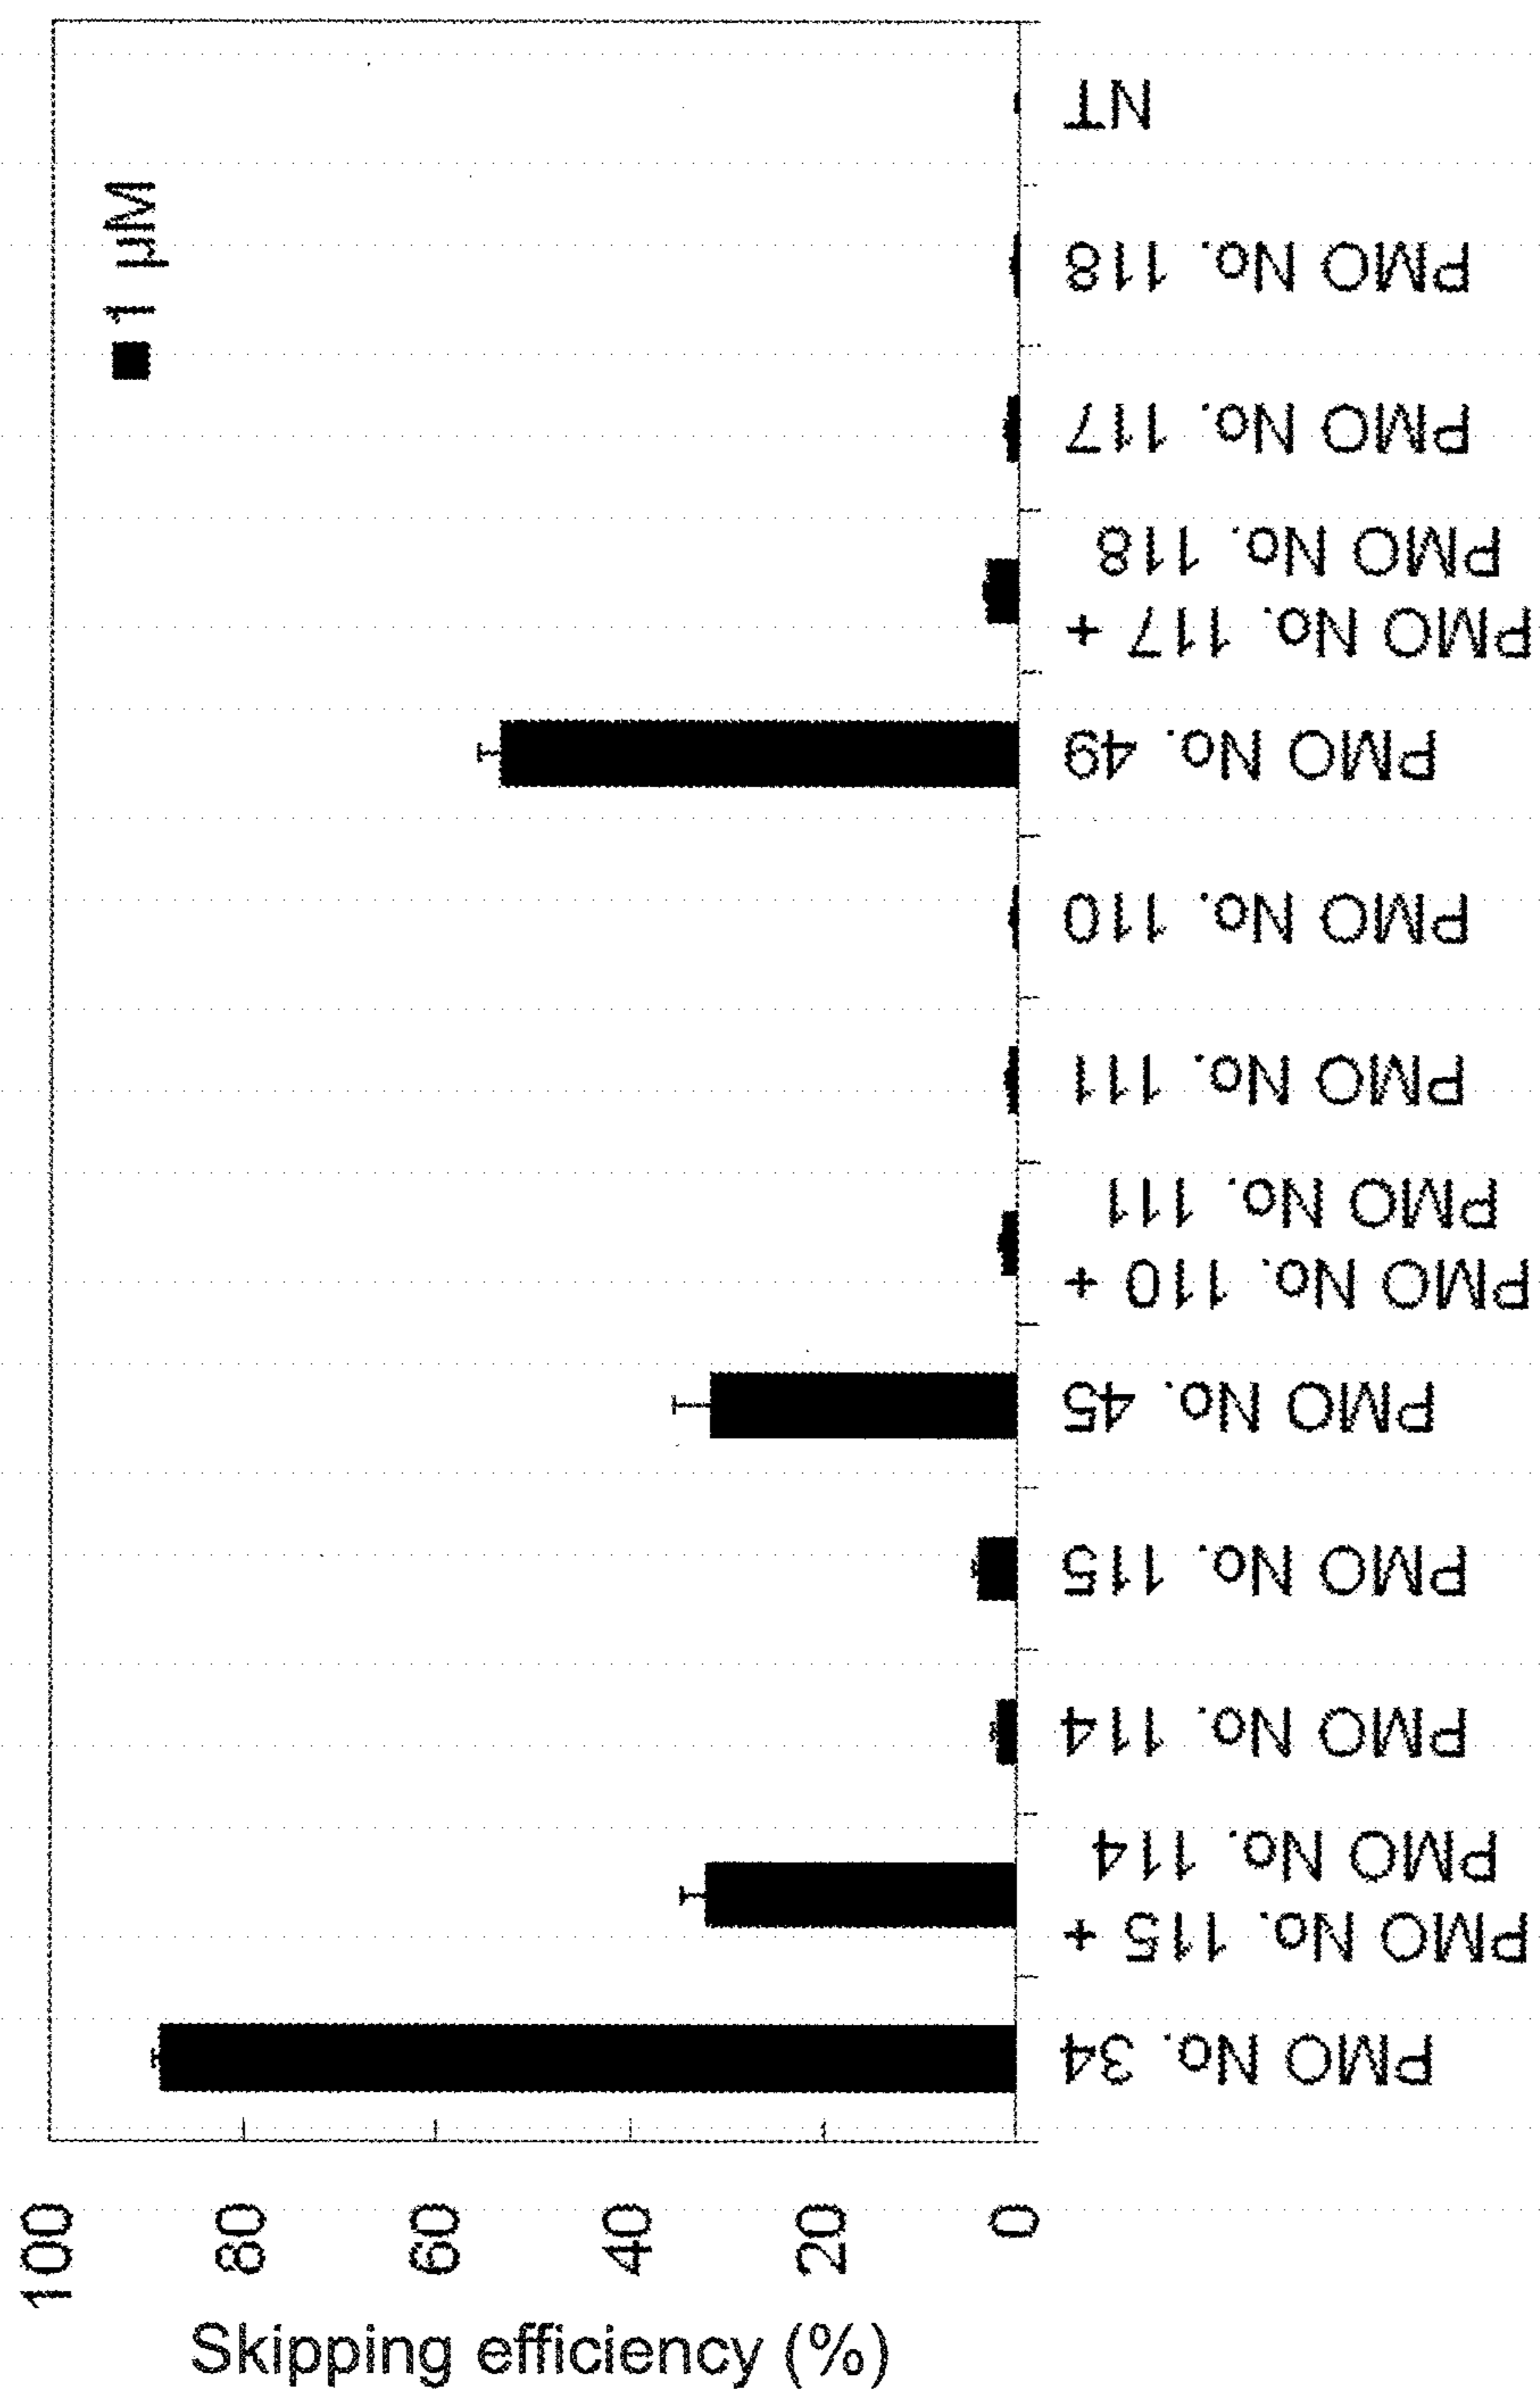 Skipping efficiency (%)
100
80
60
40
20
0
1 µM
PMO No. 34
PMO No. 115 +
PMO No. 114
PMO No. 114
PMO No. 115
PMO No. 45
PMO No. 110 +
PMO No. 111
PMO No. 111
PMO No. 110
PMO No. 49
PMO No. 117 +
PMO No. 118
PMO No. 117
PMO No. 118
NT